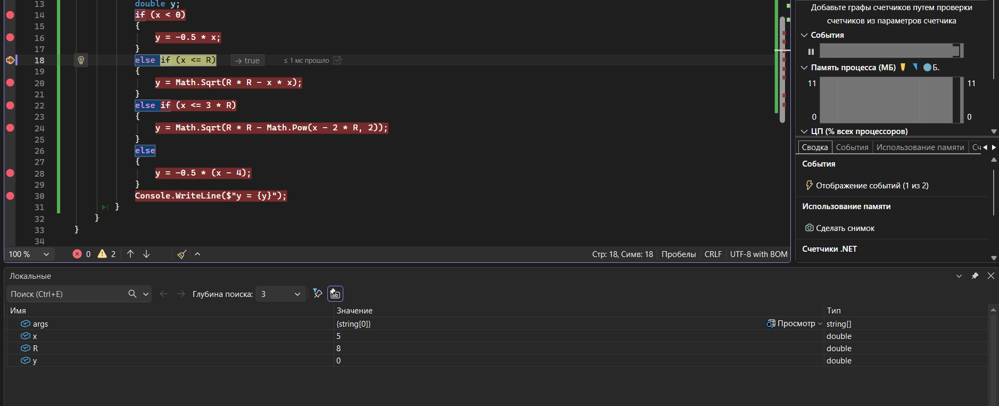 13 double y;
14 if (x < 0)
15 {
16 y = -0.5 * x;
17 }
18 else if (x <= R) → true ≤ 1 мс прошло
19 {
20 y = Math.Sqrt(R * R - x * x);
21 }
22 else if (x <= 3 * R)
23 {
24 y = Math.Sqrt(R * R - Math.Pow(x - 2 * R, 2));
25 }
26 else
27 {
28 y = -0.5 * (x - 4);
29 }
30 Console.WriteLine($"y = {y}");
31 }
32 }
33 }
34
100 % 0 2 Стр: 18, Симв: 18 Пробелы CRLF UTF-8 with BOM
Добавьте графы счетчиков путем проверки
счетчиков из параметров счетчика
События
Память процесса (МБ) Б..
11 11
0 0
ЦП (% всех процессоров)
Сводка События Использование памяти Сч
События
Отображение событий (1 из 2)
Использование памяти
Сделать снимок
Счетчики .NET
Локальные
Поиск (Ctrl+E) Глубина поиска: 3
Имя Значение Тип
args {string[0]} Просмотр string[]
x 5 double
R 8 double
y 0 double